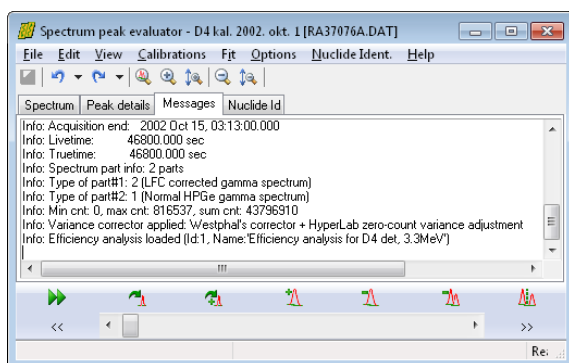 Spectrum peak evaluator - D4 kal. 2002. okt. 1 [RA37076A.DAT]
File Edit View Calibrations Fit Options Nuclide Ident. Help
Spectrum Peak details Messages Nuclide Id
Info: Acquisition end: 2002 Oct 15, 03:13:00.000
Info: Livetime: 46800.000 sec
Info: Truetime: 46800.000 sec
Info: Spectrum part info: 2 parts
Info: Type of part#1: 2 (LFC corrected gamma spectrum)
Info: Type of part#2: 1 (Normal HPGe gamma spectrum)
Info: Min cnt: 0, max cnt: 816537, sum cnt: 43796910
Info: Variance corrector applied: Westphal's corrector + HyperLab zero-count variance adjustment
Info: Efficiency analysis loaded (Id:1, Name:'Efficiency analysis for D4 det, 3.3MeV')
<< >>